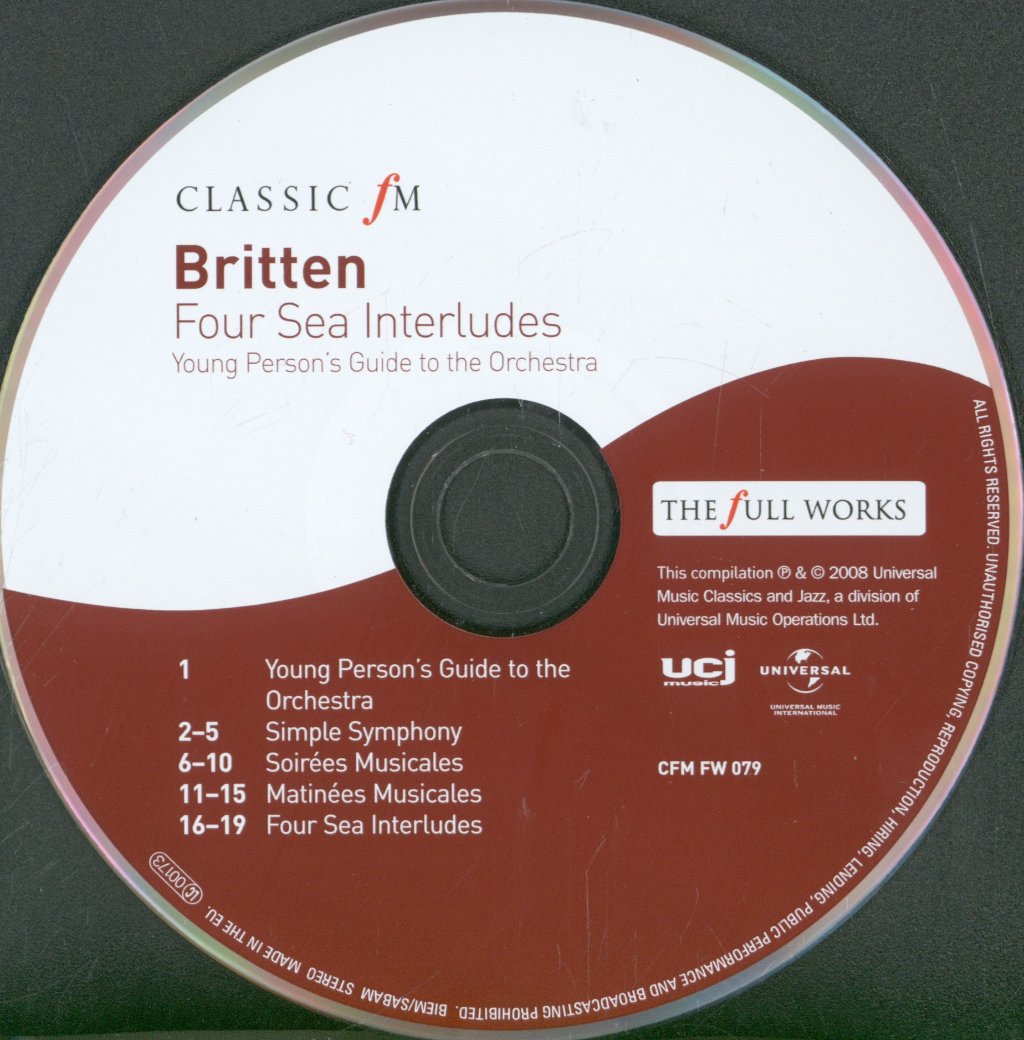 CLASSIC fM
Britten
Four Sea Interludes
Young Person's Guide to the Orchestra
THE fULL WORKS
This compilation ℗ & © 2008 Universal
Music Classics and Jazz, a division of
Universal Music Operations Ltd.
ucj
music
UNIVERSAL
UNIVERSAL MUSIC
INTERNATIONAL
CFM FW 079
1 Young Person's Guide to the
Orchestra
2–5 Simple Symphony
6–10 Soirées Musicales
11–15 Matinées Musicales
16–19 Four Sea Interludes
ALL RIGHTS RESERVED. UNAUTHORISED COPYING, REPRODUCTION, HIRING, LENDING, PUBLIC PERFORMANCE AND BROADCASTING PROHIBITED. BIEM/SABAM STEREO MADE IN THE EU. LC 00173